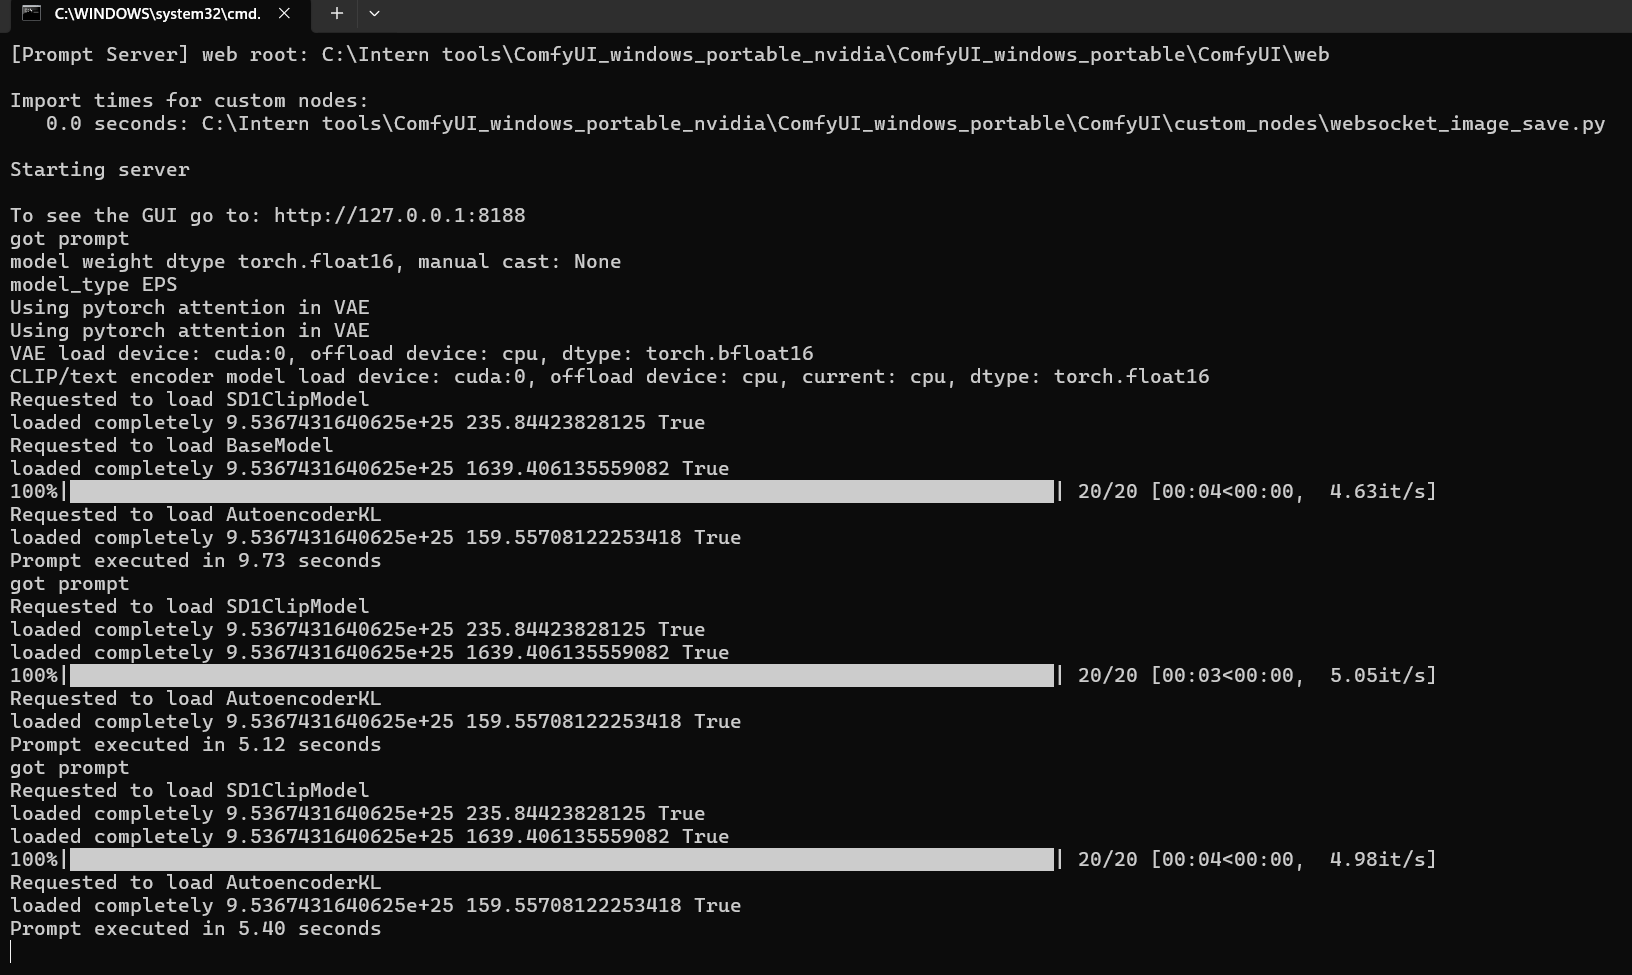 C:\WINDOWS\system32\cmd.
[Prompt Server] web root: C:\Intern tools\ComfyUI_windows_portable_nvidia\ComfyUI_windows_portable\ComfyUI\web
Import times for custom nodes:
0.0 seconds: C:\Intern tools\ComfyUI_windows_portable_nvidia\ComfyUI_windows_portable\ComfyUI\custom_nodes\websocket_image_save.py
Starting server
To see the GUI go to: http://127.0.0.1:8188
got prompt
model weight dtype torch.float16, manual cast: None
model_type EPS
Using pytorch attention in VAE
Using pytorch attention in VAE
VAE load device: cuda:0, offload device: cpu, dtype: torch.bfloat16
CLIP/text encoder model load device: cuda:0, offload device: cpu, current: cpu, dtype: torch.float16
Requested to load SD1ClipModel
loaded completely 9.5367431640625e+25 235.84423828125 True
Requested to load BaseModel
loaded completely 9.5367431640625e+25 1639.406135559082 True
100%| | 20/20 [00:04<00:00,  4.63it/s]
Requested to load AutoencoderKL
loaded completely 9.5367431640625e+25 159.55708122253418 True
Prompt executed in 9.73 seconds
got prompt
Requested to load SD1ClipModel
loaded completely 9.5367431640625e+25 235.84423828125 True
loaded completely 9.5367431640625e+25 1639.406135559082 True
100%| | 20/20 [00:03<00:00,  5.05it/s]
Requested to load AutoencoderKL
loaded completely 9.5367431640625e+25 159.55708122253418 True
Prompt executed in 5.12 seconds
got prompt
Requested to load SD1ClipModel
loaded completely 9.5367431640625e+25 235.84423828125 True
loaded completely 9.5367431640625e+25 1639.406135559082 True
100%| | 20/20 [00:04<00:00,  4.98it/s]
Requested to load AutoencoderKL
loaded completely 9.5367431640625e+25 159.55708122253418 True
Prompt executed in 5.40 seconds